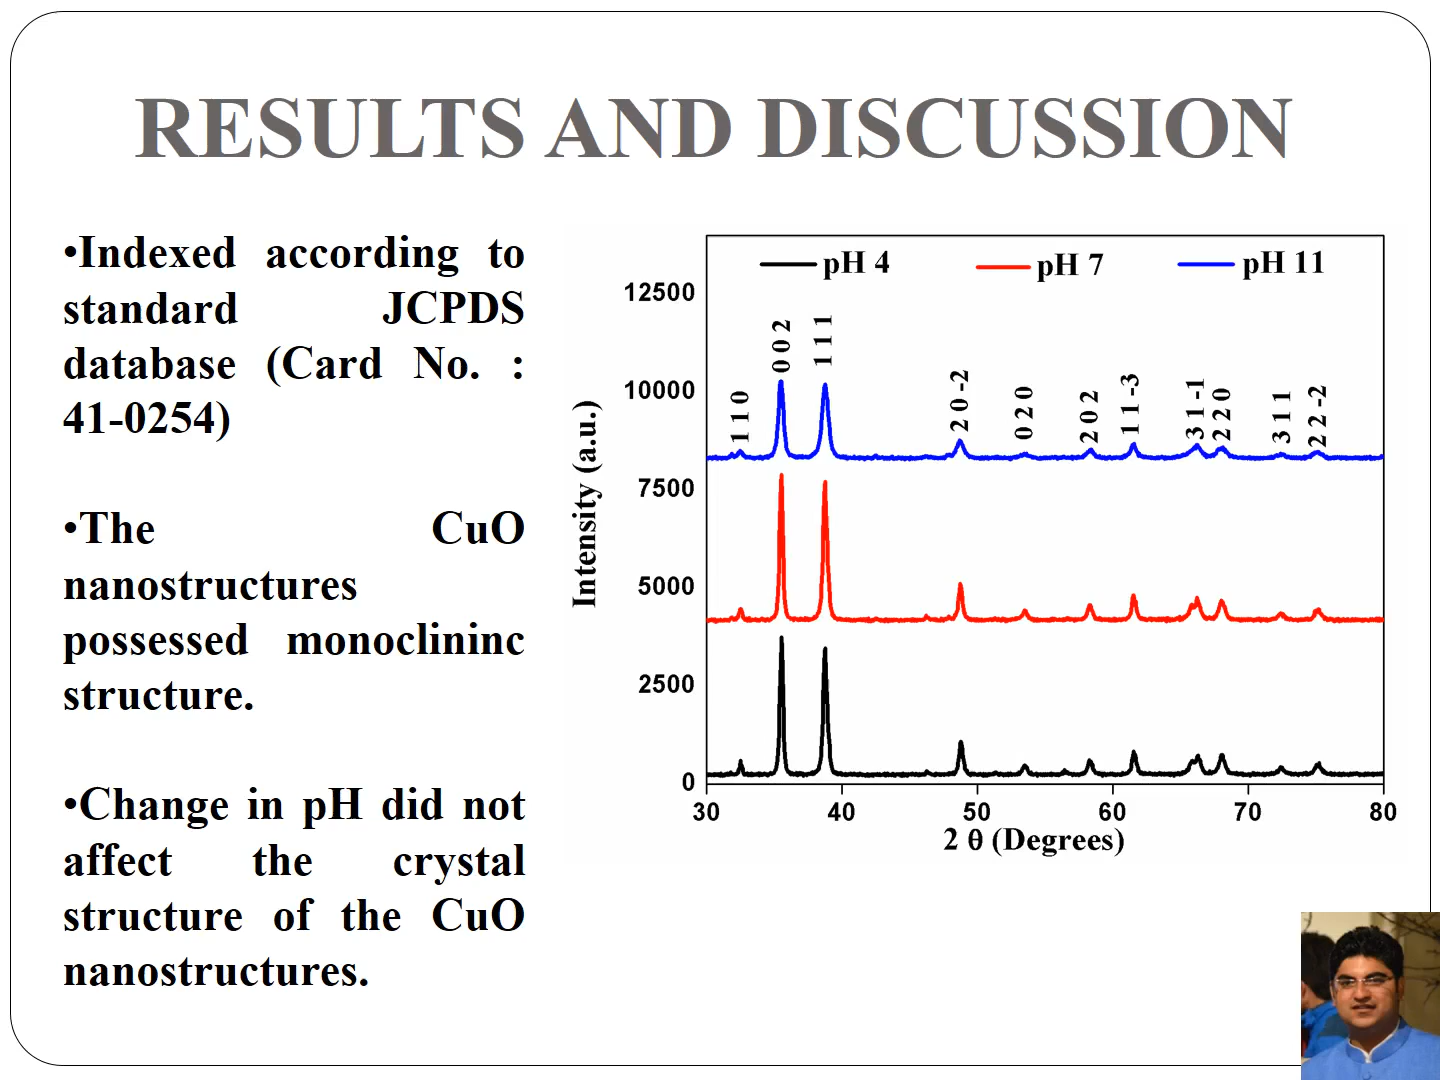 RESULTS AND DISCUSSION
•Indexed according to
standard JCPDS
database (Card No. :
41-0254)
•The CuO
nanostructures
possessed monoclininc
structure.
•Change in pH did not
affect the crystal
structure of the CuO
nanostructures.
pH 4 pH 7 pH 11
12500
10000
7500
5000
2500
0
Intensity (a.u.)
1 1 0
0 0 2
1 1 1
2 0 -2
0 2 0
2 0 2
1 1 -3
3 1 -1
2 2 0
3 1 1
2 2 -2
30 40 50 60 70 80
2 θ (Degrees)